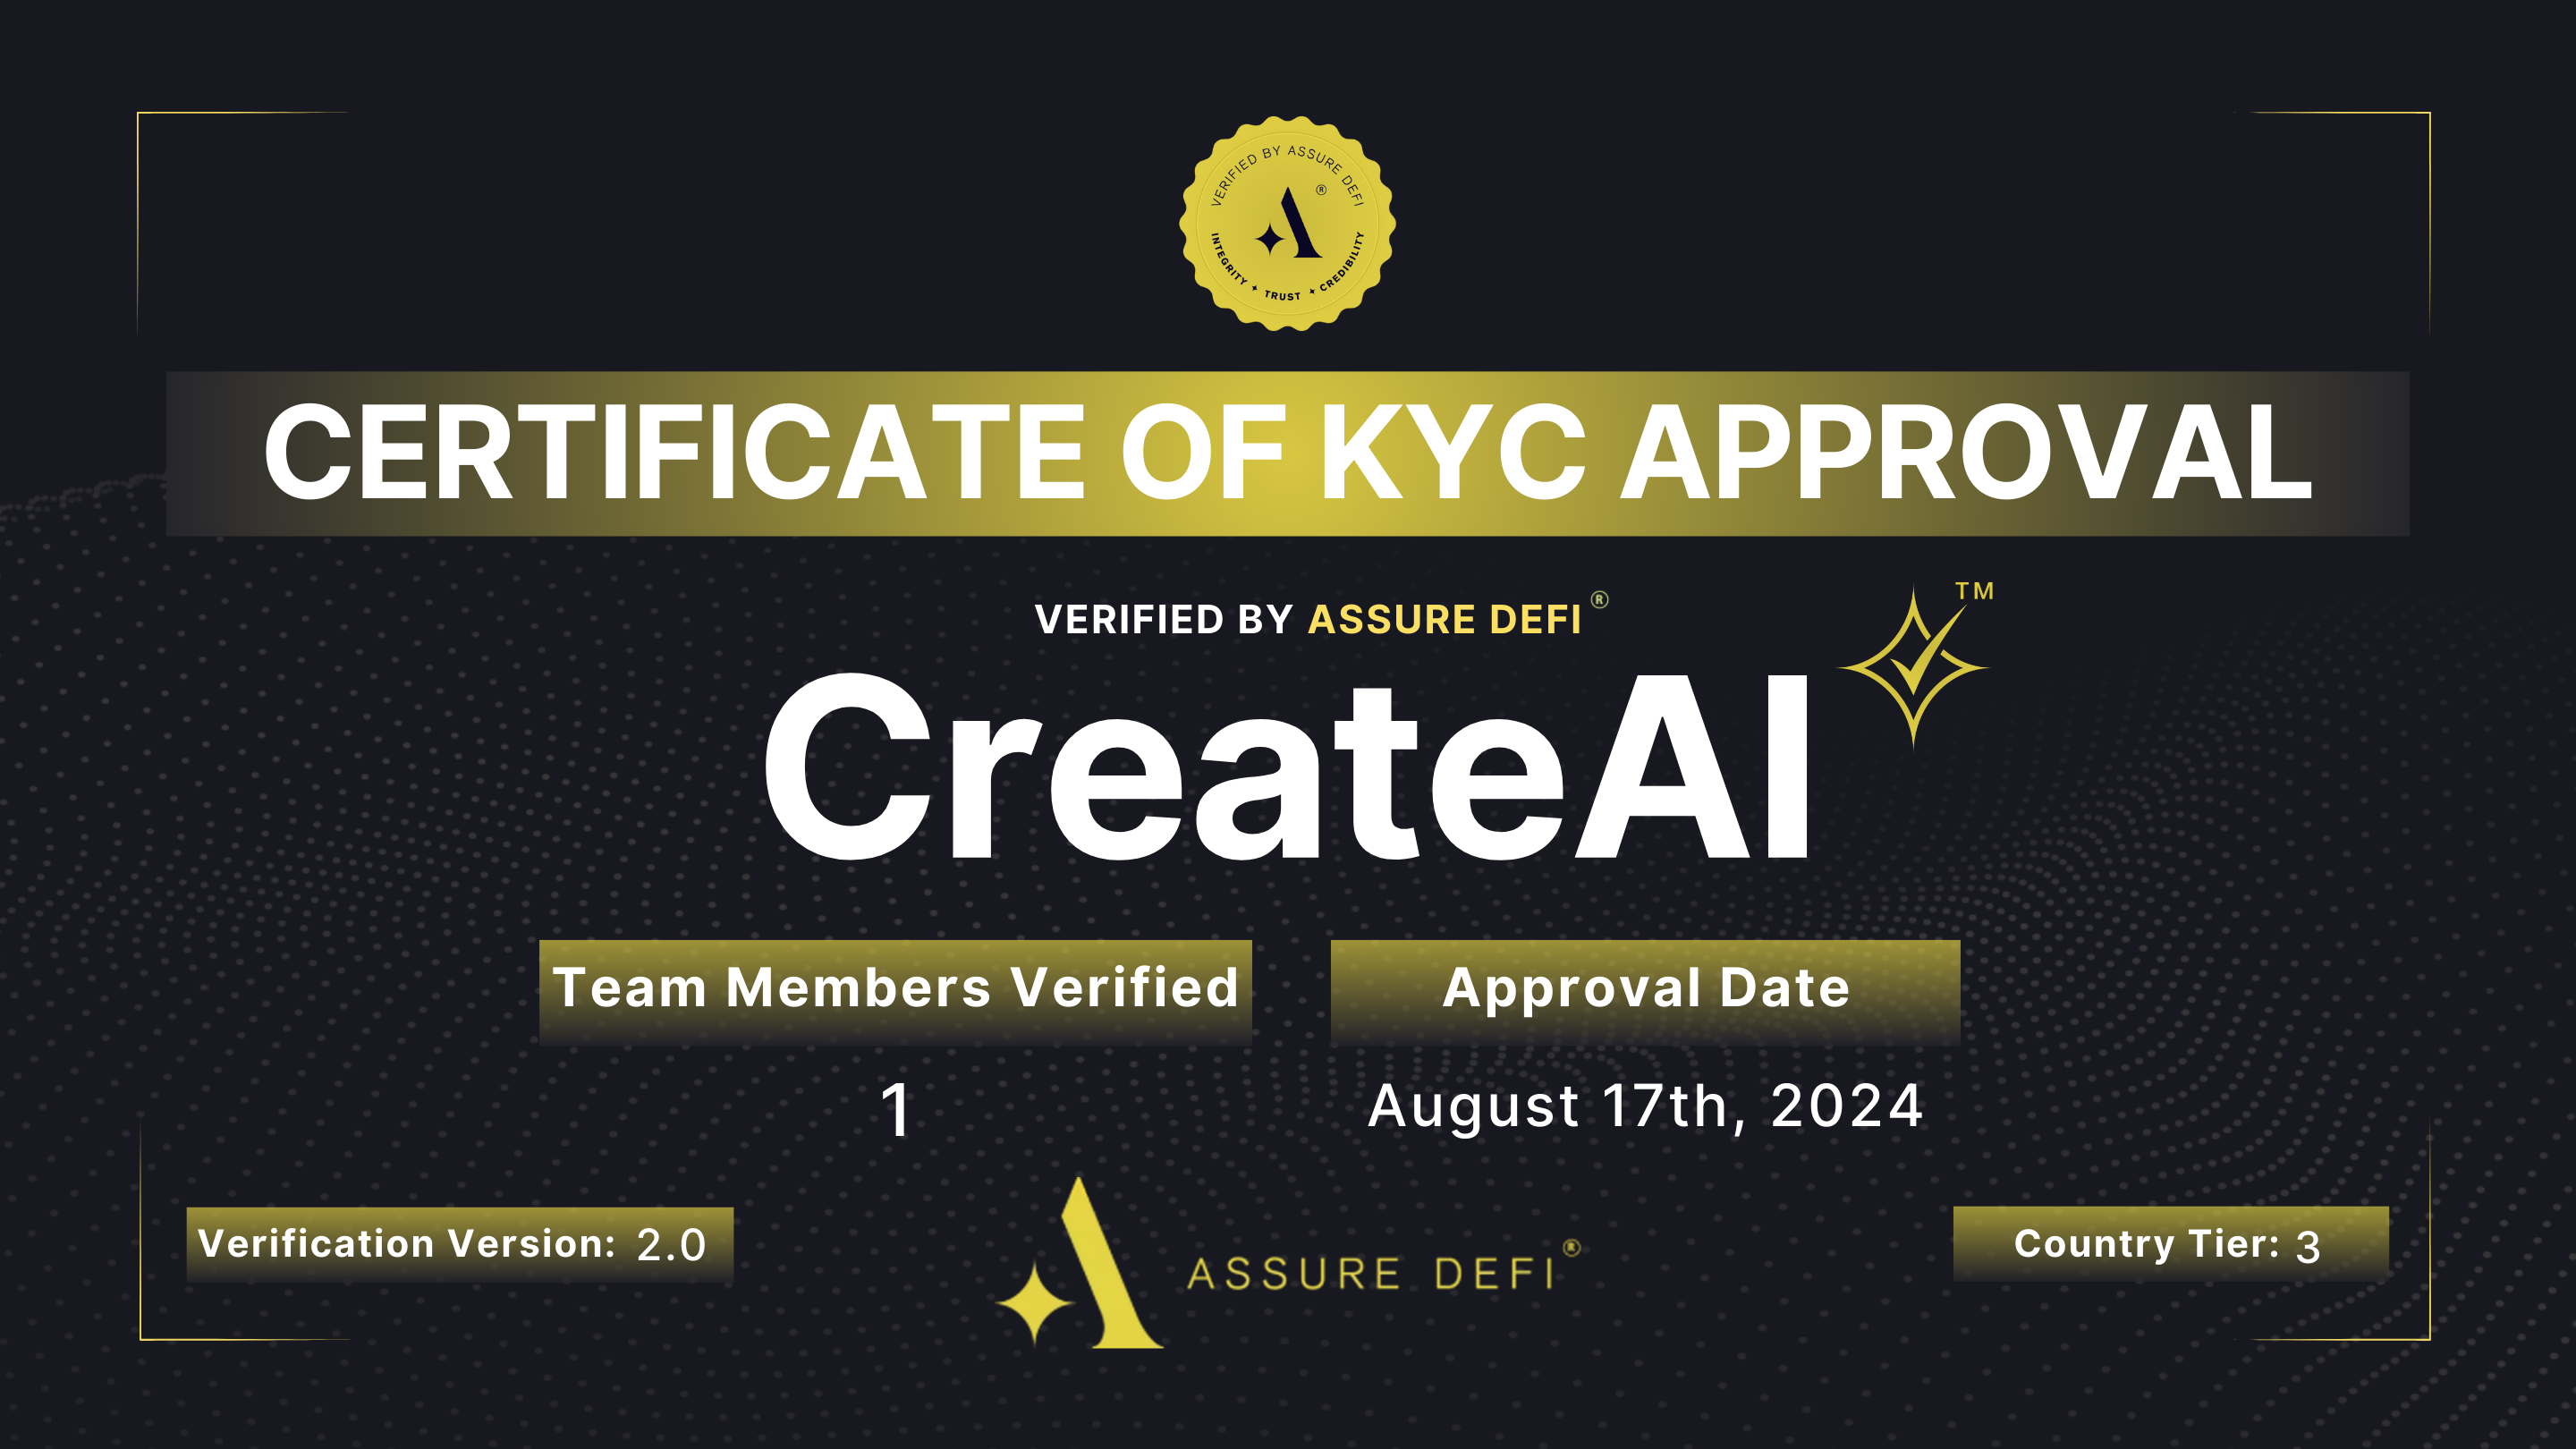 VERIFIED BY ASSURE DEFI
A ®
INTEGRITY ✦ TRUST ✦ CREDIBILITY
CERTIFICATE OF KYC APPROVAL
VERIFIED BY ASSURE DEFI ®
TM
CreateAI
Team Members Verified
1
Approval Date
August 17th, 2024
Verification Version: 2.0
ASSURE DEFI ®
Country Tier: 3